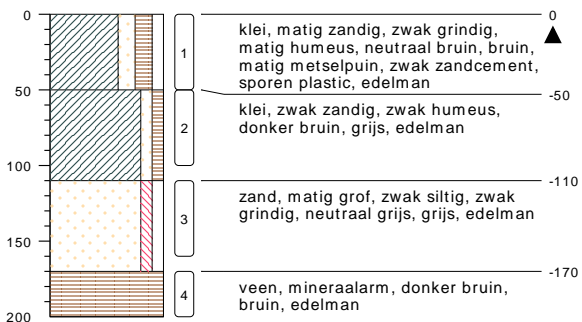 0
50
100
150
200
1
2
3
4
klei, matig zandig, zwak grindig,
matig humeus, neutraal bruin, bruin,
matig metselpuin, zwak zandcement,
sporen plastic, edelman
klei, zwak zandig, zwak humeus,
donker bruin, grijs, edelman
zand, matig grof, zwak siltig, zwak
grindig, neutraal grijs, grijs, edelman
veen, mineraalarm, donker bruin,
bruin, edelman
0
-50
-110
-170